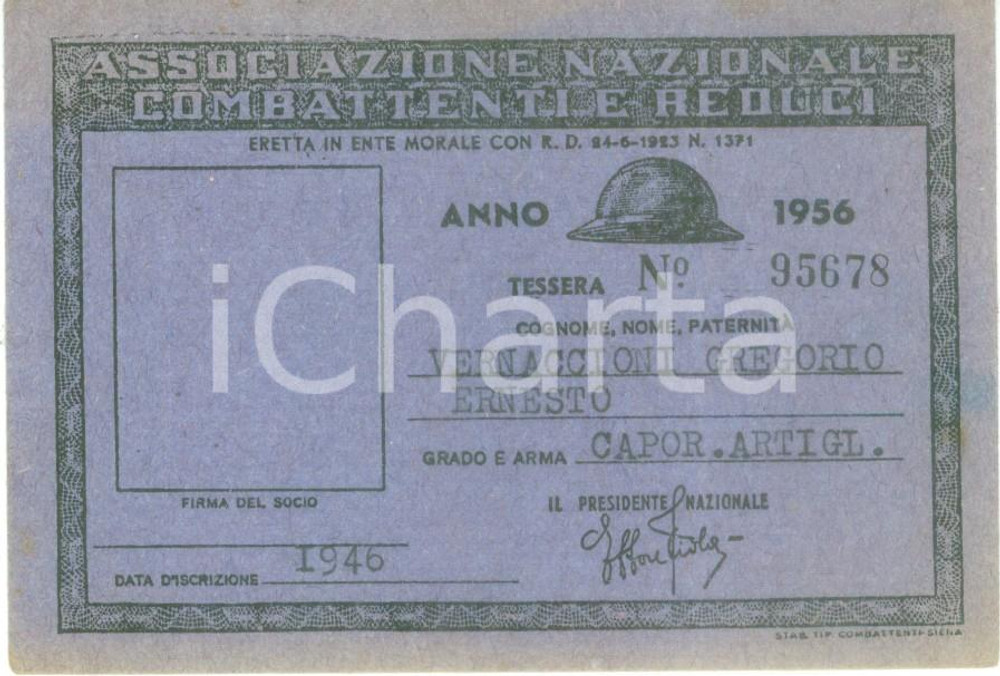 ASSOCIAZIONE NAZIONALE
COMBATTENTI E REDUCI
ERETTA IN ENTE MORALE CON R. D. 24-6-1923 N. 1371
ANNO 1956
TESSERA Nº 95678
COGNOME, NOME, PATERNITÀ
VERNACCIONI GREGORIO
ERNESTO
GRADO E ARMA CAPOR.ARTIGL.
FIRMA DEL SOCIO
IL PRESIDENTE NAZIONALE
DATA D'ISCRIZIONE 1946
STAB. TIP. COMBATTENTI-SIENA
iCharta